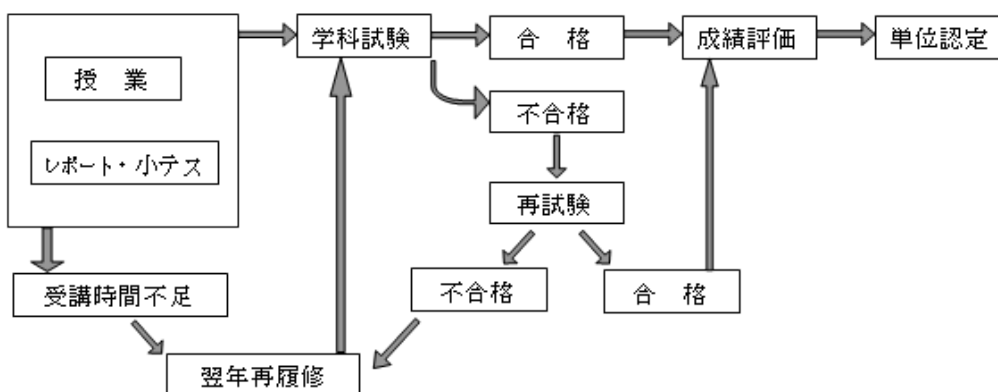 学科試験
合　格
成績評価
単位認定
授　業
不合格
レポート・小テス
再試験
受講時間不足
不合格
合　格
翌年再履修